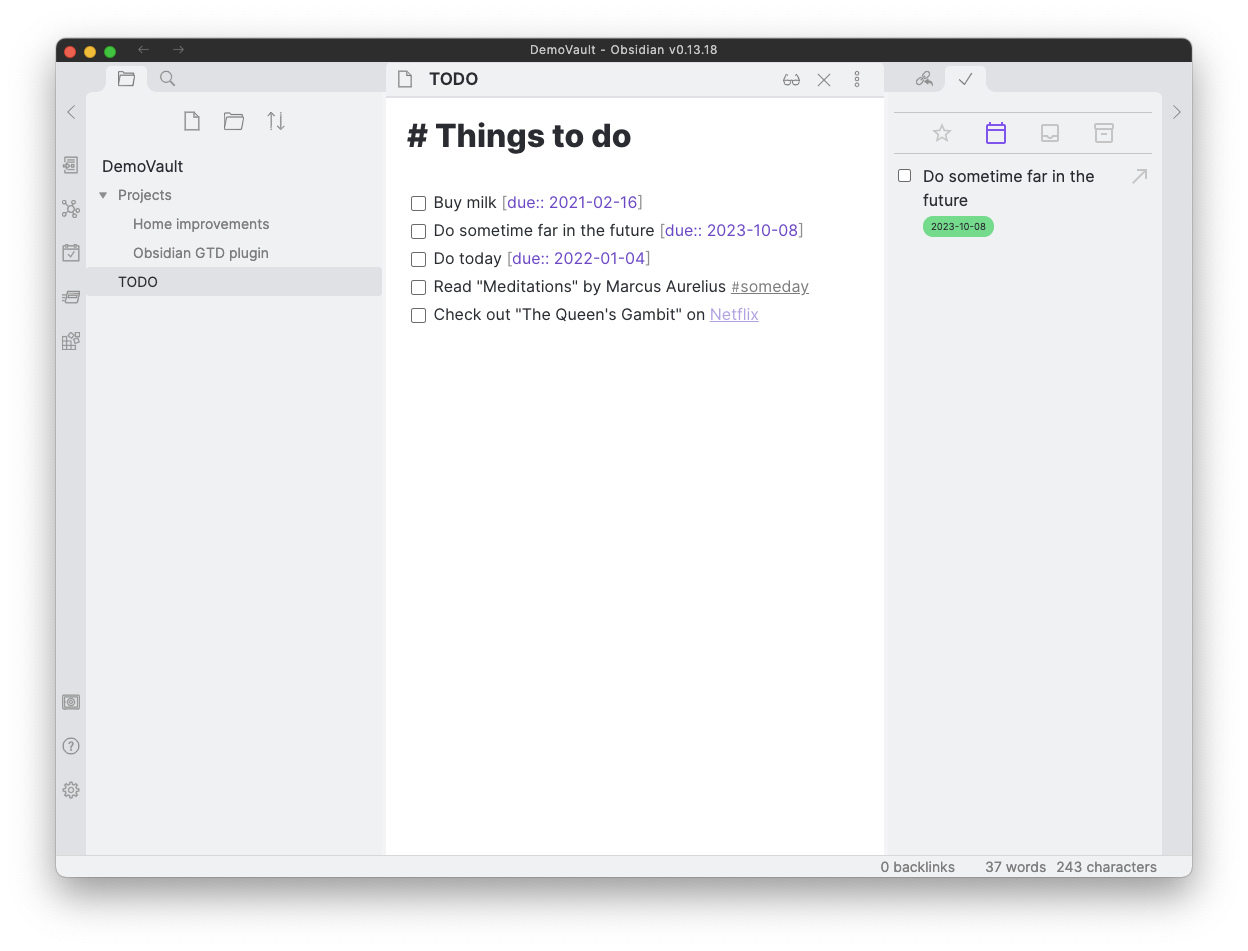 DemoVault - Obsidian v0.13.18
TODO
DemoVault
Projects
Home improvements
Obsidian GTD plugin
TODO
# Things to do
Buy milk [due:: 2021-02-16]
Do sometime far in the future [due:: 2023-10-08]
Do today [due:: 2022-01-04]
Read "Meditations" by Marcus Aurelius #someday
Check out "The Queen's Gambit" on Netflix
Do sometime far in the
future
2023-10-08
0 backlinks 37 words 243 characters